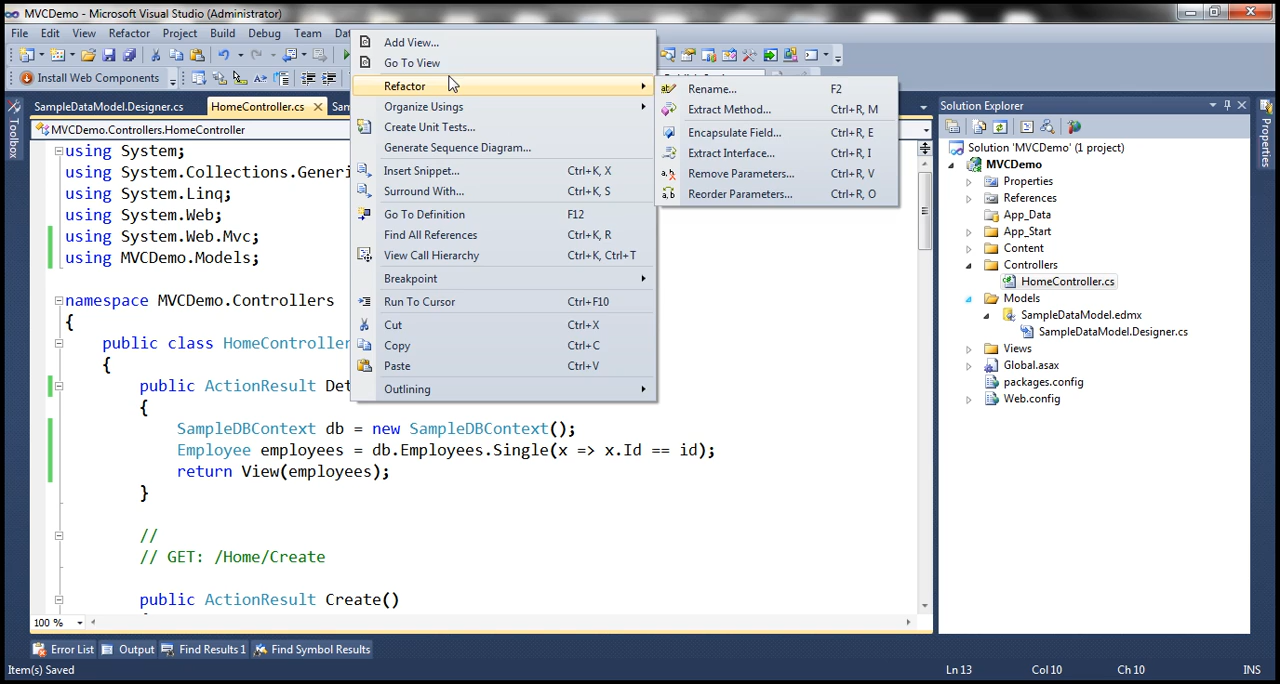 MVCDemo - Microsoft Visual Studio (Administrator)
File Edit View Refactor Project Build Debug Team
Install Web Components
SampleDataModel.Designer.cs HomeController.cs
MVCDemo.Controllers.HomeController
using System;
using System.Collections.Generi
using System.Linq;
using System.Web;
using System.Web.Mvc;
using MVCDemo.Models;
namespace MVCDemo.Controllers
{
public class HomeController
{
public ActionResult Det
{
SampleDBContext db = new SampleDBContext();
Employee employees = db.Employees.Single(x => x.Id == id);
return View(employees);
}
//
// GET: /Home/Create
public ActionResult Create()
100 %
Add View...
Go To View
Refactor
Organize Usings
Create Unit Tests...
Generate Sequence Diagram...
Insert Snippet... Ctrl+K, X
Surround With... Ctrl+K, S
Go To Definition F12
Find All References Ctrl+K, R
View Call Hierarchy Ctrl+K, Ctrl+T
Breakpoint
Run To Cursor Ctrl+F10
Cut Ctrl+X
Copy Ctrl+C
Paste Ctrl+V
Outlining
Rename... F2
Extract Method... Ctrl+R, M
Encapsulate Field... Ctrl+R, E
Extract Interface... Ctrl+R, I
Remove Parameters... Ctrl+R, V
Reorder Parameters... Ctrl+R, O
Solution Explorer
Solution 'MVCDemo' (1 project)
MVCDemo
Properties
References
App_Data
App_Start
Content
Controllers
HomeController.cs
Models
SampleDataModel.edmx
SampleDataModel.Designer.cs
Views
Global.asax
packages.config
Web.config
Toolbox
Properties
Error List Output Find Results 1 Find Symbol Results
Item(s) Saved Ln 13 Col 10 Ch 10 INS